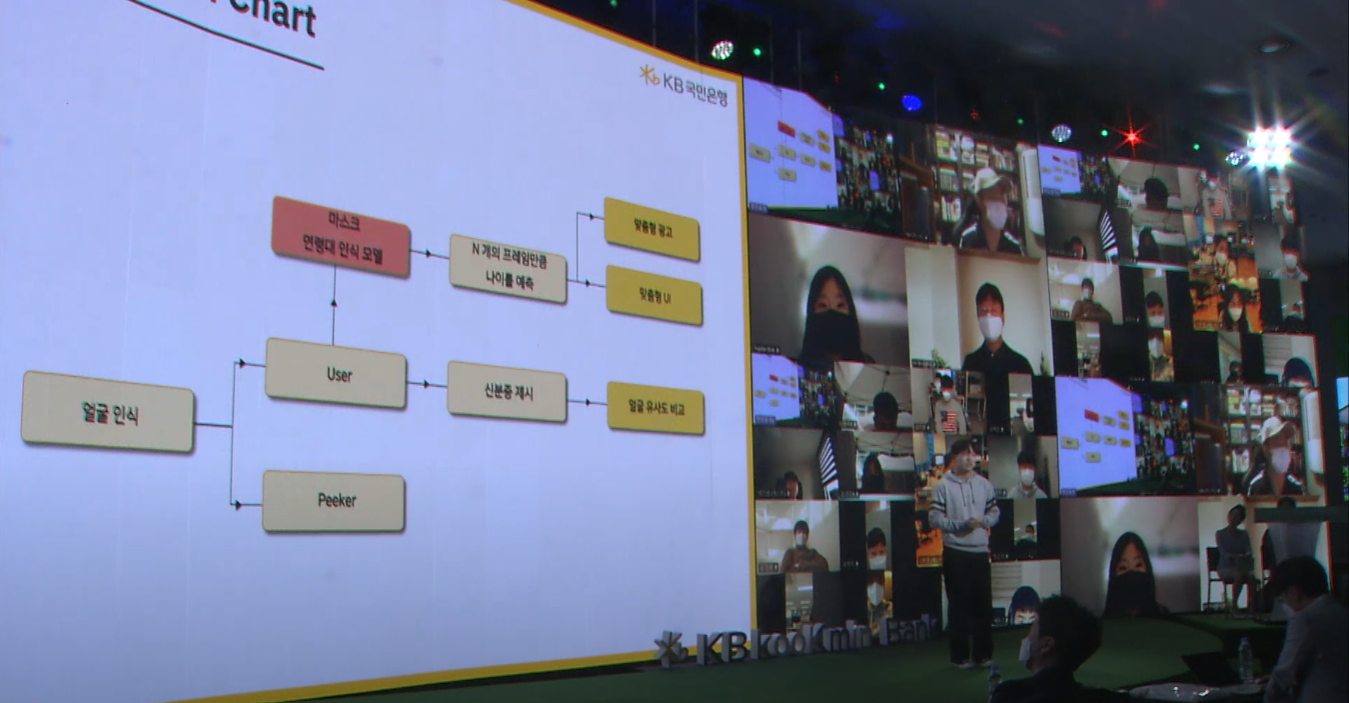 Chart
KB국민은행
마스크
연령대 인식 모델
N 개의 프레임만큼
나이를 예측
맞춤형 광고
맞춤형 UI
User
신분증 제시
얼굴 유사도 비교
얼굴 인식
Peeker
KB kooKmin Bank